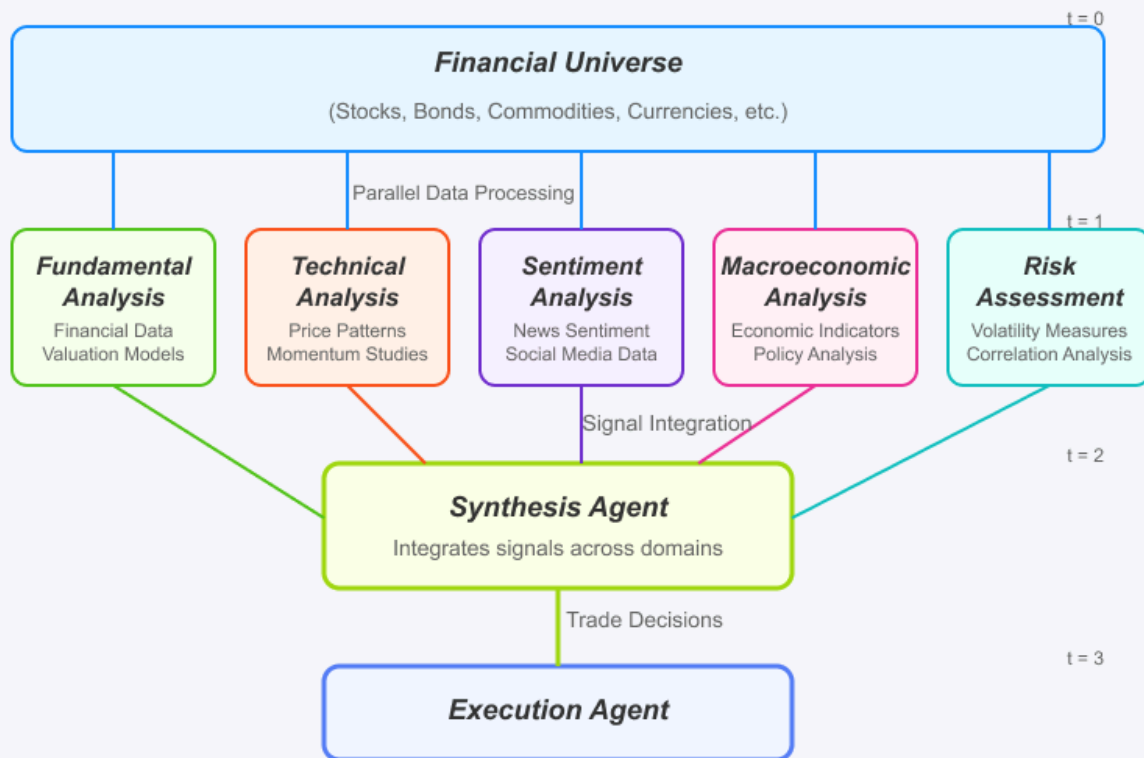 t = 0
Financial Universe
(Stocks, Bonds, Commodities, Currencies, etc.)
Parallel Data Processing
t = 1
Fundamental
Analysis
Financial Data
Valuation Models
Technical
Analysis
Price Patterns
Momentum Studies
Sentiment
Analysis
News Sentiment
Social Media Data
Macroeconomic
Analysis
Economic Indicators
Policy Analysis
Risk
Assessment
Volatility Measures
Correlation Analysis
Signal Integration
t = 2
Synthesis Agent
Integrates signals across domains
Trade Decisions
t = 3
Execution Agent